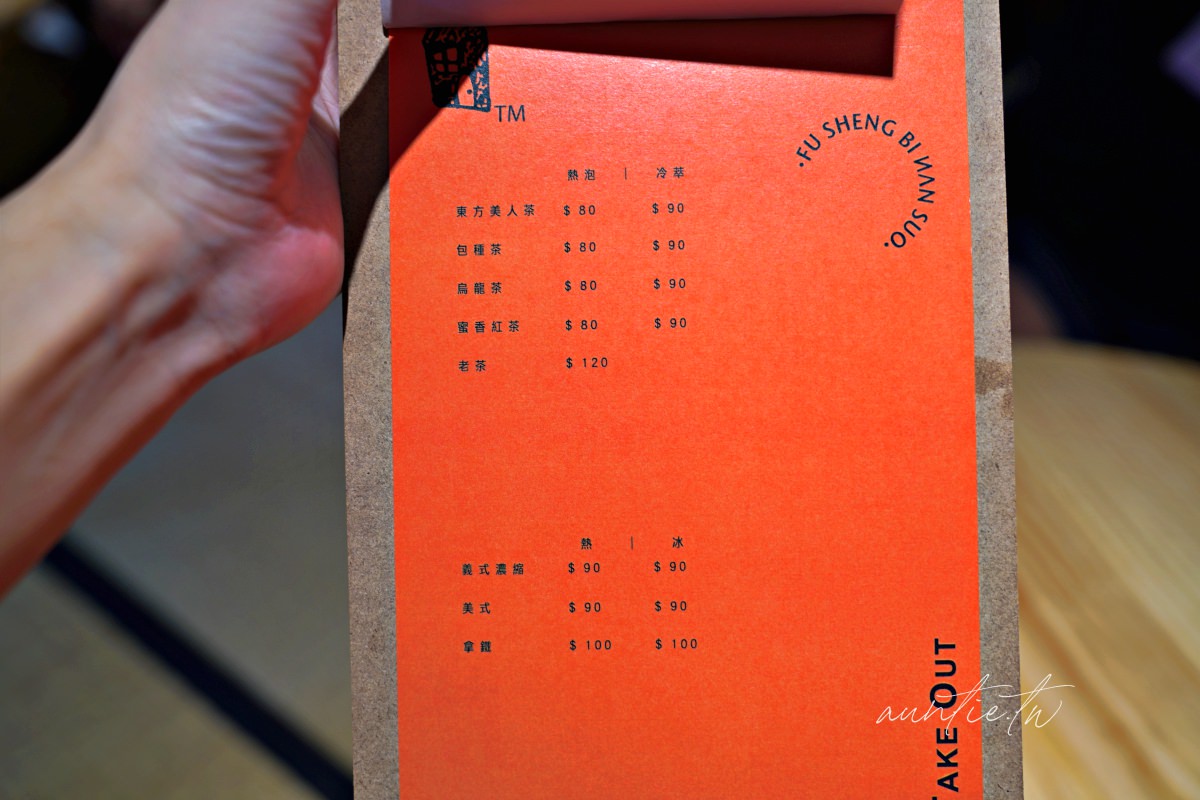 TM
·FU SHENG BI WAN SUO·
熱泡 | 冷萃
東方美人茶 $80 $90
包種茶 $80 $90
烏龍茶 $80 $90
蜜香紅茶 $80 $90
老茶 $120
熱 | 冰
義式濃縮 $90 $90
美式 $90 $90
拿鐵 $100 $100
TAKE OUT
auntie.tw